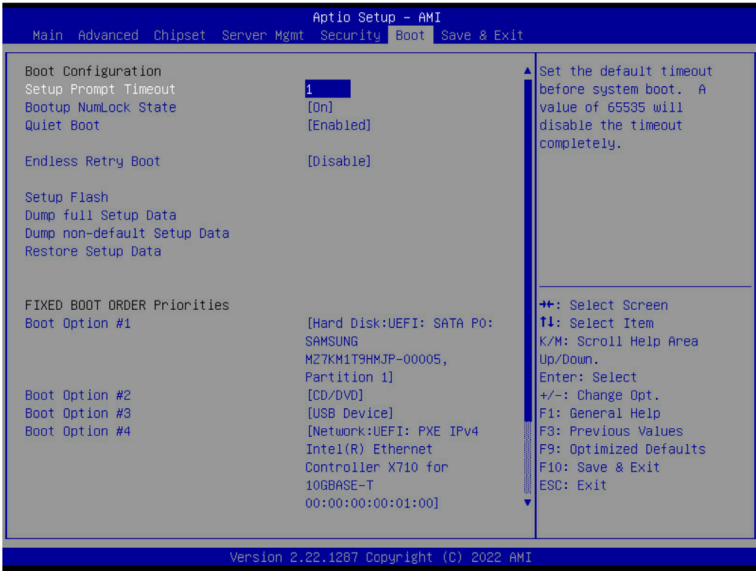 Aptio Setup - AMI
Main Advanced Chipset Server Mgmt Security Boot Save & Exit
Boot Configuration
Setup Prompt Timeout 1
Bootup NumLock State [On]
Quiet Boot [Enabled]
Endless Retry Boot [Disable]
Setup Flash
Dump full Setup Data
Dump non-default Setup Data
Restore Setup Data
FIXED BOOT ORDER Priorities
Boot Option #1 [Hard Disk:UEFI: SATA P0:
SAMSUNG
MZ7KM1T9HMJP-00005,
Partition 1]
Boot Option #2 [CD/DVD]
Boot Option #3 [USB Device]
Boot Option #4 [Network:UEFI: PXE IPv4
Intel(R) Ethernet
Controller X710 for
10GBASE-T
00:00:00:00:01:00]
Set the default timeout
before system boot. A
value of 65535 will
disable the timeout
completely.
→←: Select Screen
↑↓: Select Item
K/M: Scroll Help Area
Up/Down.
Enter: Select
+/-: Change Opt.
F1: General Help
F3: Previous Values
F9: Optimized Defaults
F10: Save & Exit
ESC: Exit
Version 2.22.1287 Copyright (C) 2022 AMI